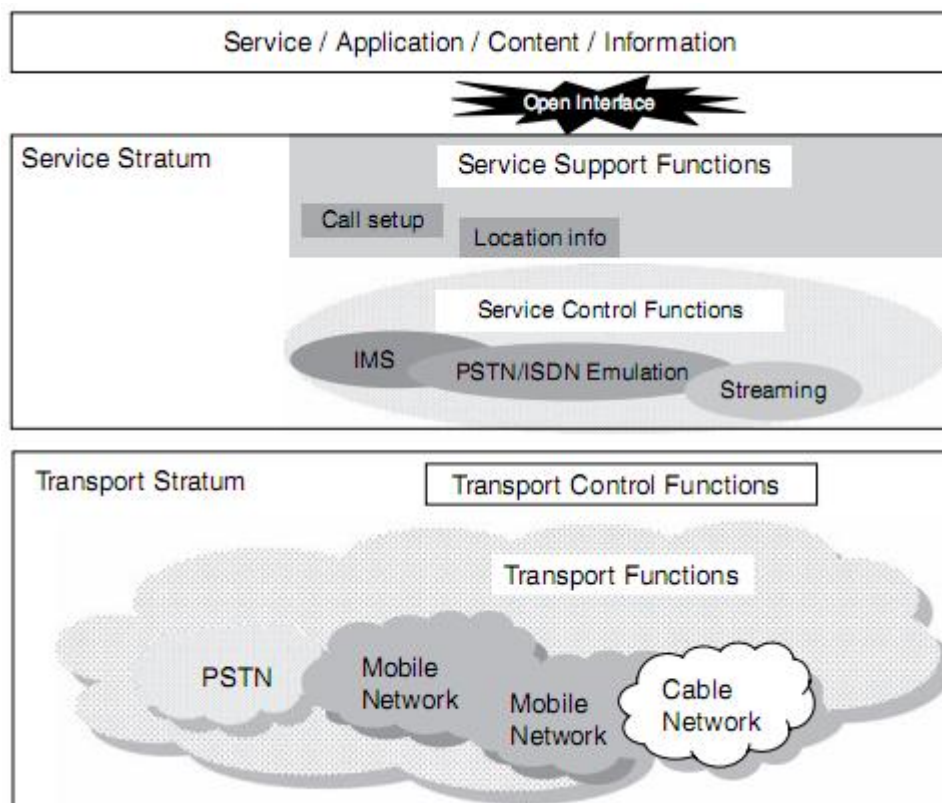 Service / Application / Content / Information
Open Interface
Service Stratum
Service Support Functions
Call setup
Location info
Service Control Functions
IMS
PSTN/ISDN Emulation
Streaming
Transport Stratum
Transport Control Functions
Transport Functions
PSTN
Mobile
Network
Mobile
Network
Cable
Network